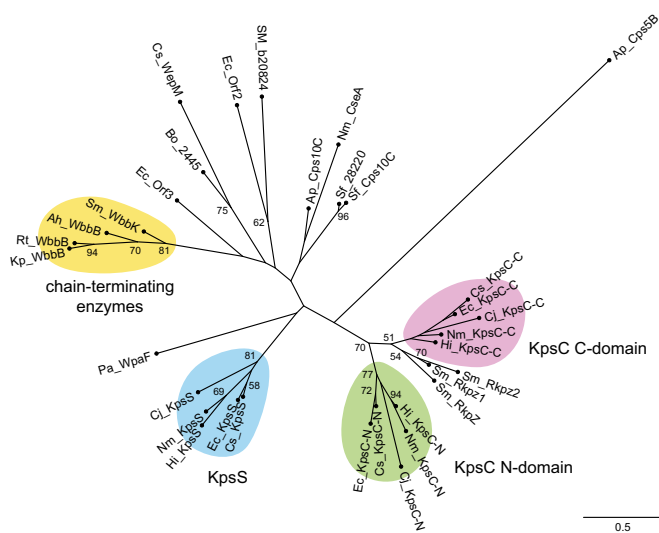 Ap_Cps5B
SM_b20824
Cs_WepM
Ec_Orf2
Nm_CseA
Bo_2445
Ap_Cps10C
Sf_28220
Sf_Cps10C
Ec_Orf3
75
62
96
Sm_WbbK
Ah_WbbB
Rt_WbbB
Kp_WbbB
94
70
81
chain-terminating
enzymes
Cs_KpsC-C
Ec_KpsC-C
Cj_KpsC-C
Nm_KpsC-C
Hi_KpsC-C
51
KpsC C-domain
70
54
70
Sm_Rkpz1
Sm_Rkpz2
Sm_RkpZ
Pa_WpaF
81
58
69
Cj_KpsS
Nm_KpsS
Hi_KpsS
Ec_KpsS
Cs_KpsS
KpsS
77
72
94
Hi_KpsC-N
Nm_KpsC-N
Cs_KpsC-N
Ec_KpsC-N
Cj_KpsC-N
KpsC N-domain
0.5